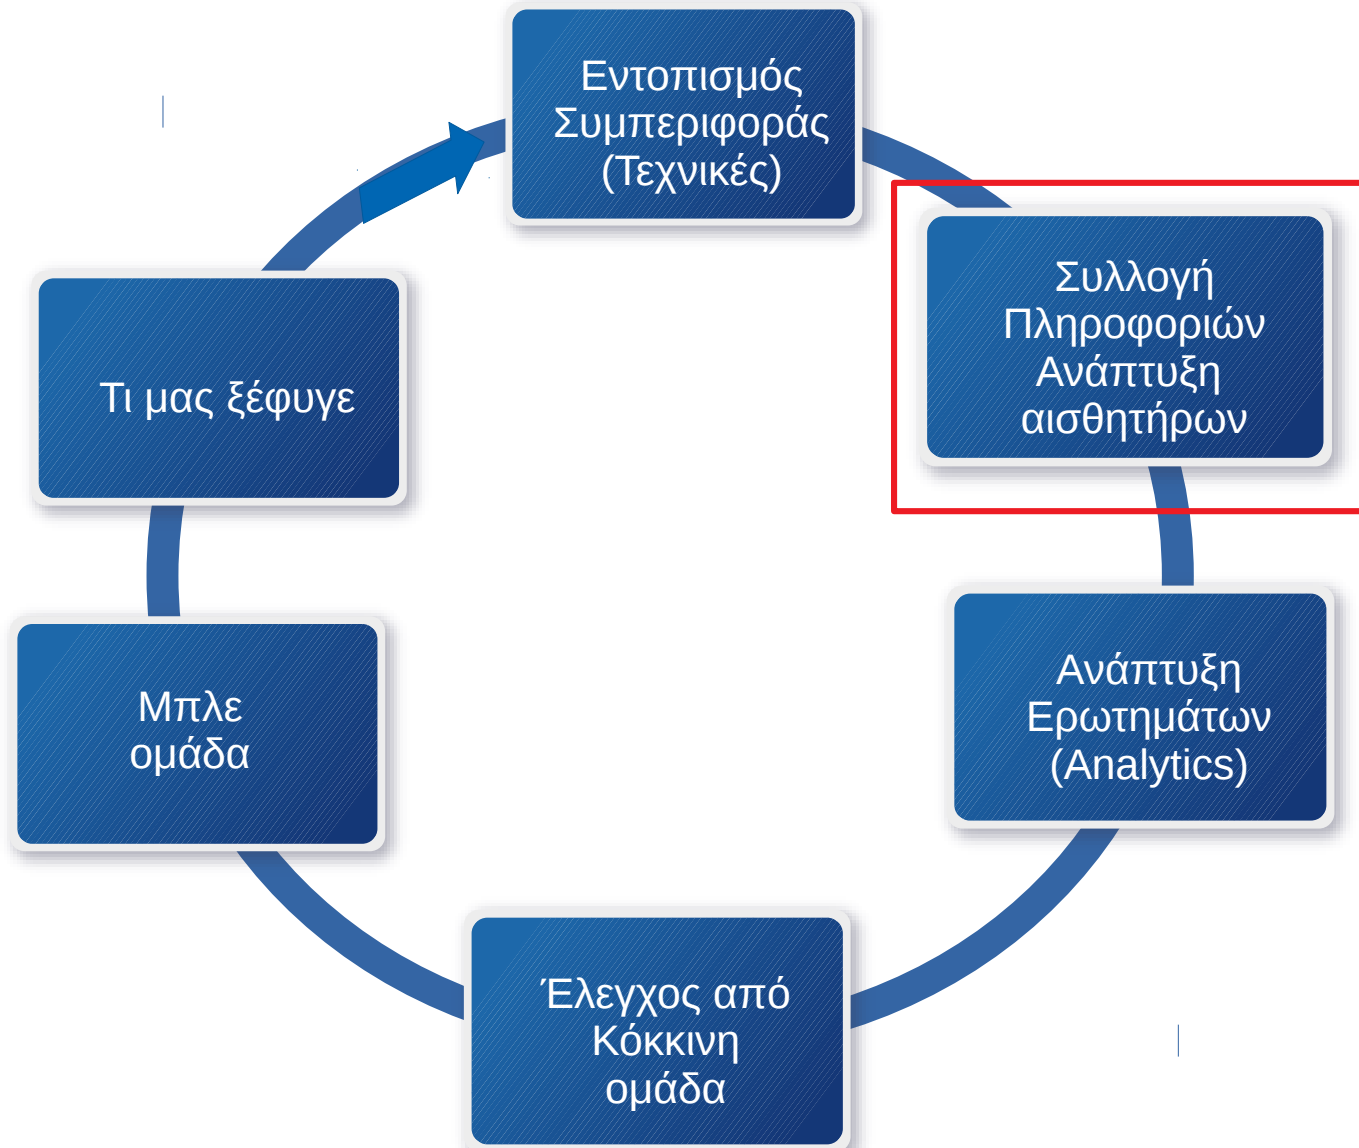 Εντοπισμός
Συμπεριφοράς
(Τεχνικές)
Συλλογή
Πληροφοριών
Ανάπτυξη
αισθητήρων
Ανάπτυξη
Ερωτημάτων
(Analytics)
Έλεγχος από
Κόκκινη
ομάδα
Μπλε
ομάδα
Τι μας ξέφυγε